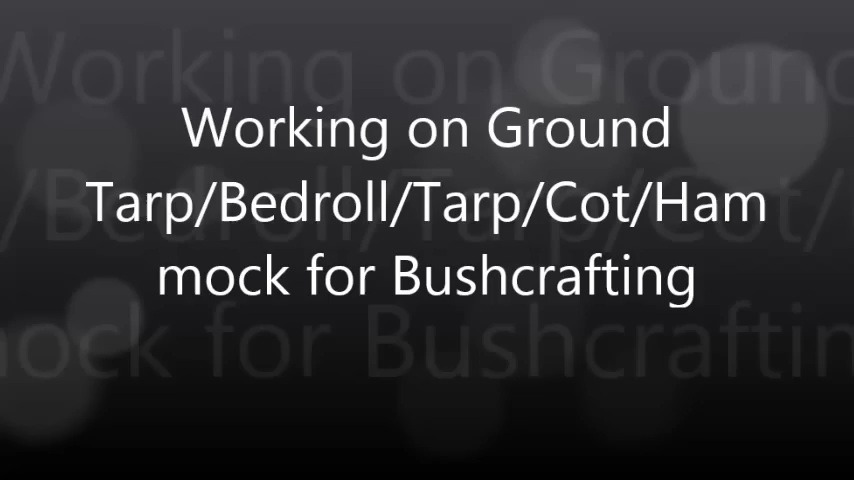 Working on Ground
Tarp/Bedroll/Tarp/Cot/Ham
mock for Bushcrafting